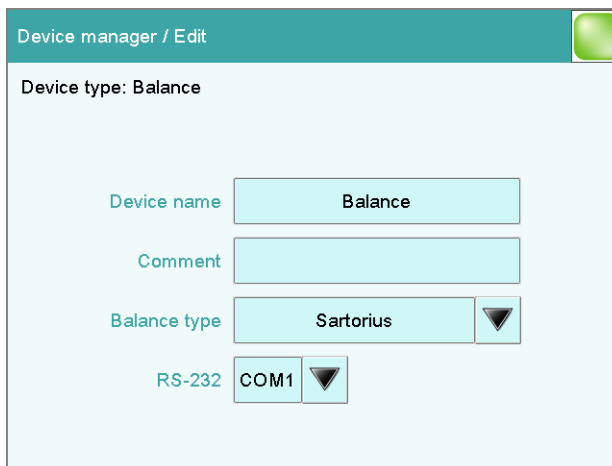 Device manager / Edit
Device type: Balance
Device name Balance
Comment
Balance type Sartorius
RS-232 COM1